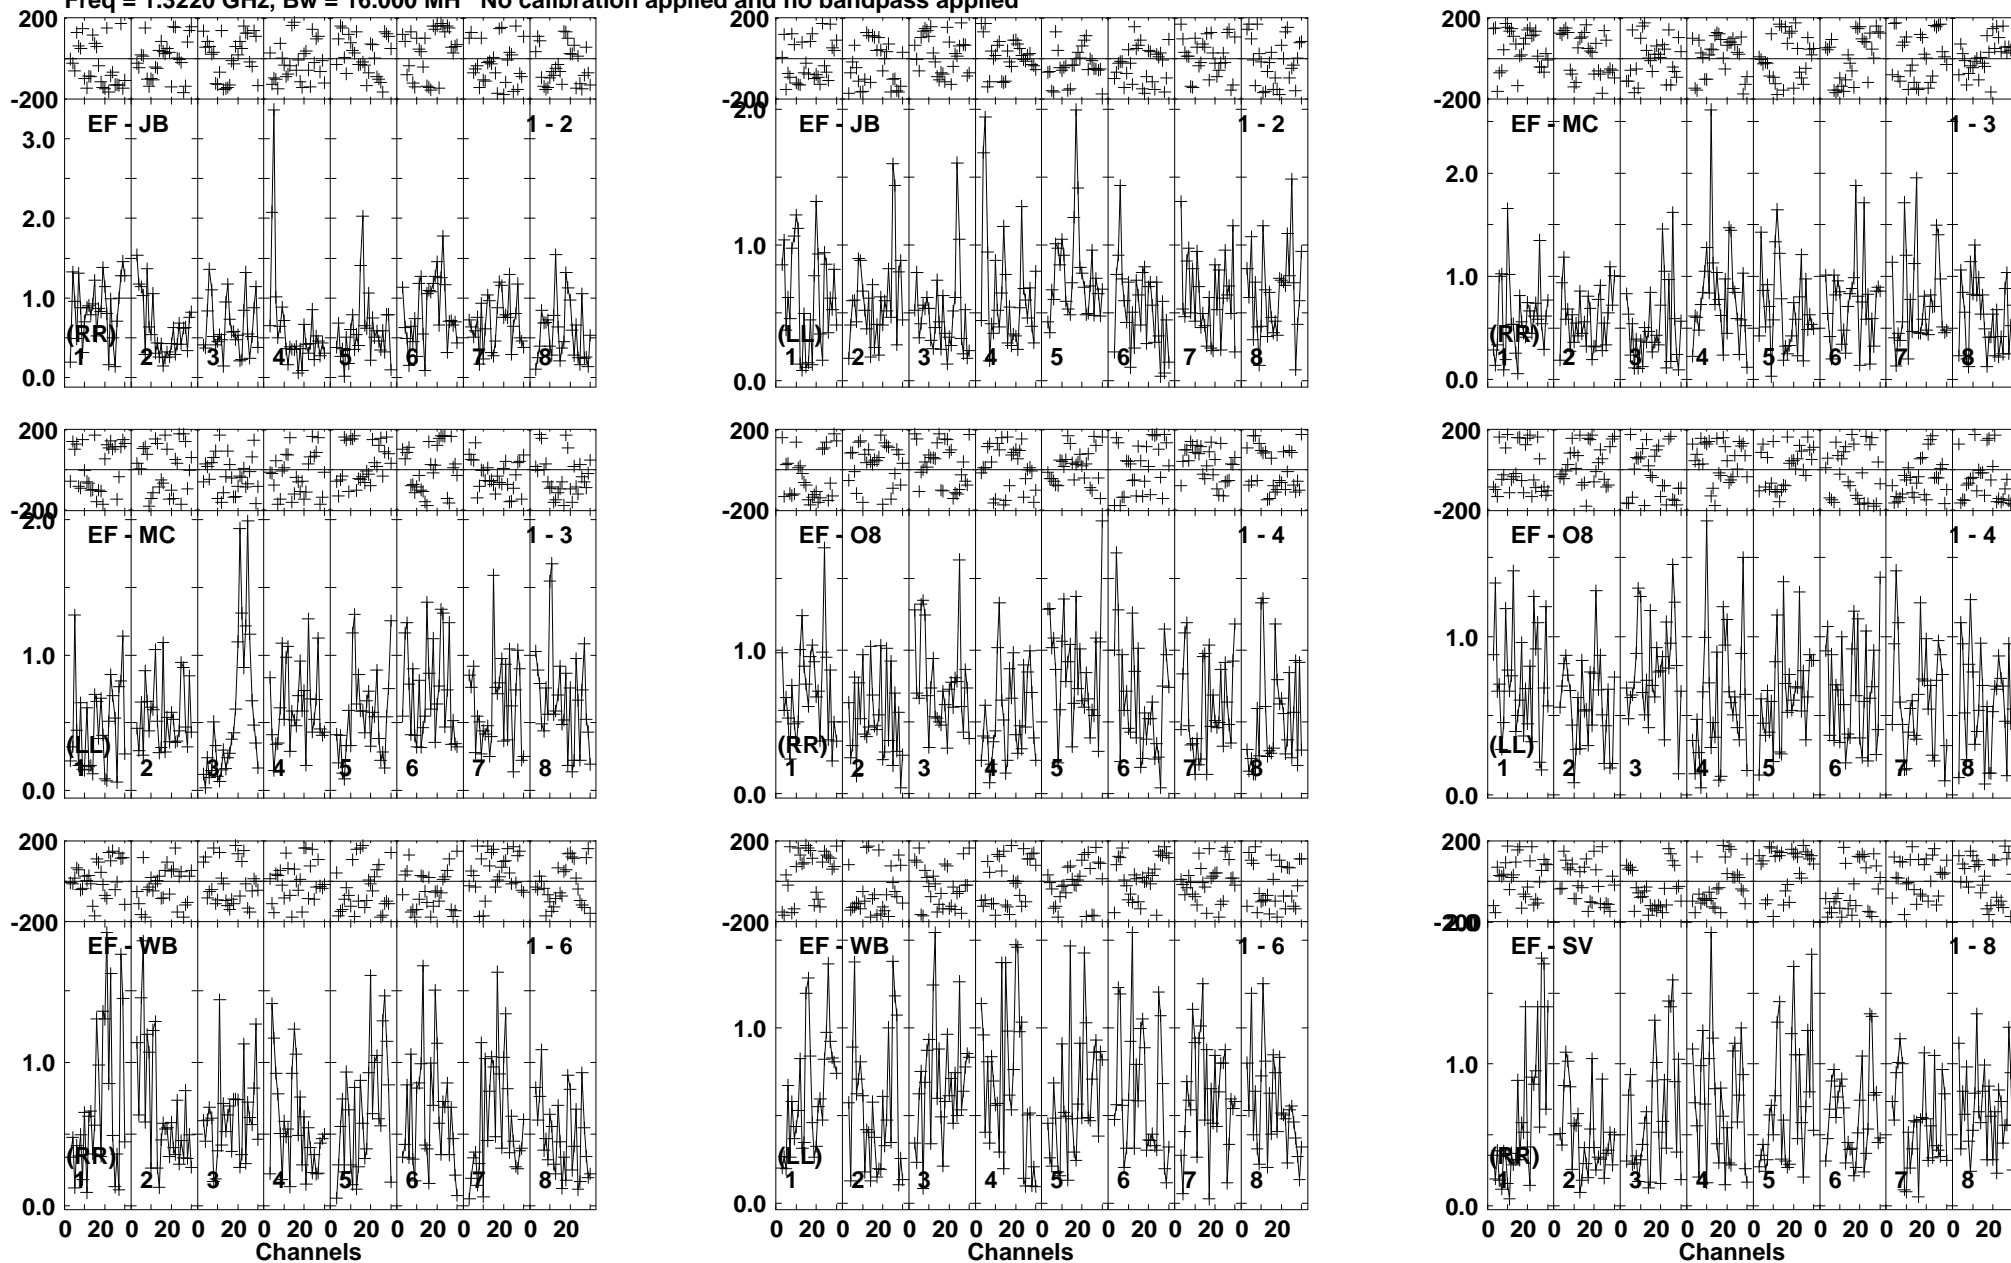 Freq = 1.3220 GHz, Bw = 16.000 MH No calibration applied and no bandpass applied
200 200 200
-200 -200 -200
EF - JB 1 - 2 EF - JB 1 - 2 EF - MC 1 - 3
3.0 2.0 1.0 0.0
2.0 1.0 0.0
2.0 1.0 0.0
(RR) (LL) (RR)
1 2 3 4 5 6 7 8 1 2 3 4 5 6 7 8 1 2 3 4 5 6 7 8
200 200 200
-200 -200 -200
EF - MC 1 - 3 EF - O8 1 - 4 EF - O8 1 - 4
2.0 1.0 0.0
1.0 0.0
1.0 0.0
(LL) (RR) (LL)
1 2 3 4 5 6 7 8 1 2 3 4 5 6 7 8 1 2 3 4 5 6 7 8
200 200 200
-200 -200 -200
EF - WB 1 - 6 EF - WB 1 - 6 EF - SV 1 - 8
1.0 0.0
1.0 0.0
2.0 1.0 0.0
(RR) (LL) (RR)
1 2 3 4 5 6 7 8 1 2 3 4 5 6 7 8 1 2 3 4 5 6 7 8
0 20 0 20 0 20 0 20 0 20 0 20 0 20 0 20 0 20 0 20 0 20 0 20 0 20 0 20 0 20 0 20 0 20 0 20 0 20 0 20 0 20 0 20 0 20 0 20
Channels Channels Channels